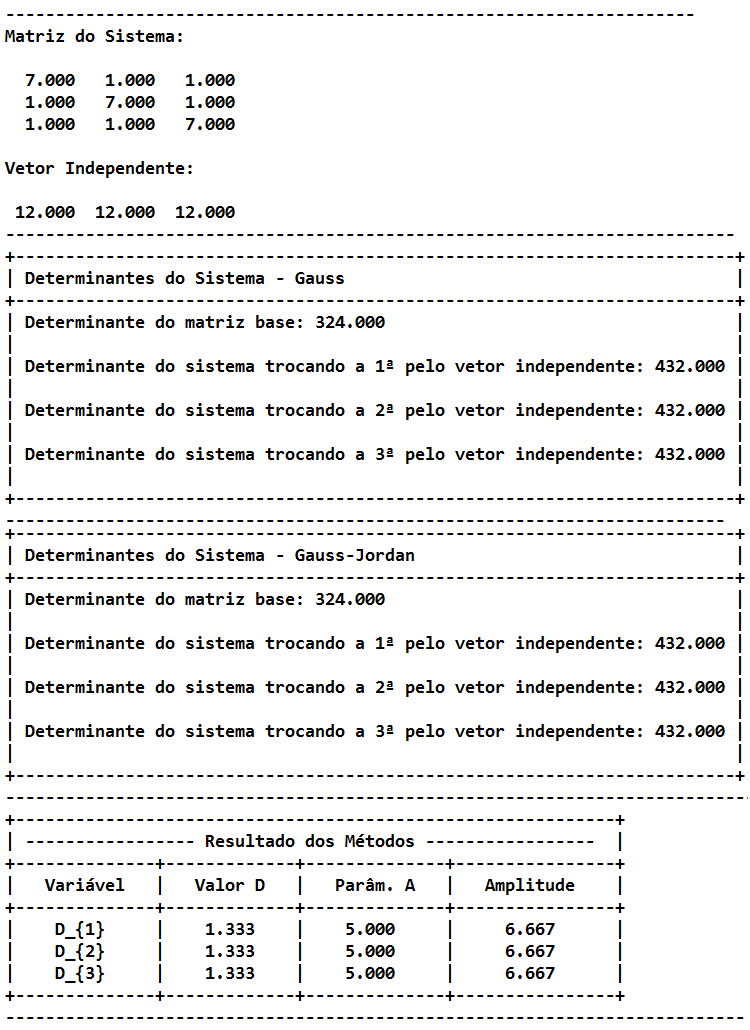 ---------------------------------------------------------------------
Matriz do Sistema:
7.000   1.000   1.000
1.000   7.000   1.000
1.000   1.000   7.000
Vetor Independente:
12.000  12.000  12.000
-------------------------------------------------------------------------
+------------------------------------------------------------------------+
| Determinantes do Sistema - Gauss                                       |
+------------------------------------------------------------------------+
| Determinante do matriz base: 324.000                                   |
|                                                                        |
| Determinante do sistema trocando a 1ª pelo vetor independente: 432.000 |
|                                                                        |
| Determinante do sistema trocando a 2ª pelo vetor independente: 432.000 |
|                                                                        |
| Determinante do sistema trocando a 3ª pelo vetor independente: 432.000 |
|                                                                        |
+------------------------------------------------------------------------+
------------------------------------------------------------------------
+------------------------------------------------------------------------+
| Determinantes do Sistema - Gauss-Jordan                                |
+------------------------------------------------------------------------+
| Determinante do matriz base: 324.000                                   |
|                                                                        |
| Determinante do sistema trocando a 1ª pelo vetor independente: 432.000 |
|                                                                        |
| Determinante do sistema trocando a 2ª pelo vetor independente: 432.000 |
|                                                                        |
| Determinante do sistema trocando a 3ª pelo vetor independente: 432.000 |
|                                                                        |
+------------------------------------------------------------------------+
---------------------------------------------------------------------------
+------------------------------------------------------------+
| ----------------- Resultado dos Métodos -----------------  |
+--------------+-------------+--------------+----------------+
|   Variável   |   Valor D   |   Parâm. A   |   Amplitude    |
+--------------+-------------+--------------+----------------+
|    D_{1}     |    1.333    |    5.000     |     6.667      |
|    D_{2}     |    1.333    |    5.000     |     6.667      |
|    D_{3}     |    1.333    |    5.000     |     6.667      |
+--------------+-------------+--------------+----------------+
--------------------------------------------------------------------------